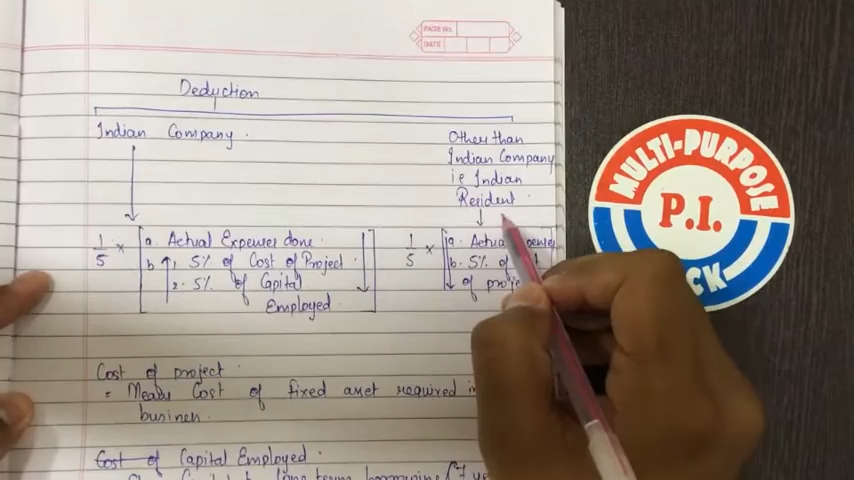 PAGE No.
DATE
Deduction
Indian Company.
Other than
Indian Company
ie Indian
Resident.
1/5 × [a. Actual Expenses done.
b 1. 5% of Cost of Project.
2. 5% of Capital
Employed.
1/5 × [a. Actual
b. 5% of
of
Cost of project.
= Means Cost of fixed asset required
business.
Cost of Capital Employed.
MULTI-PURPOSE
P.I.